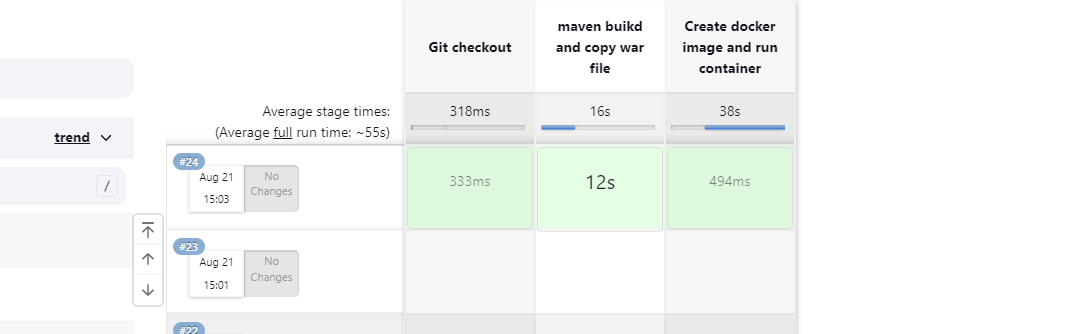 Git checkout
maven buikd
and copy war
file
Create docker
image and run
container
Average stage times:
(Average full run time: ~55s)
318ms
16s
38s
trend
/
#24
Aug 21
15:03
No
Changes
333ms
12s
494ms
#23
Aug 21
15:01
No
Changes
#22